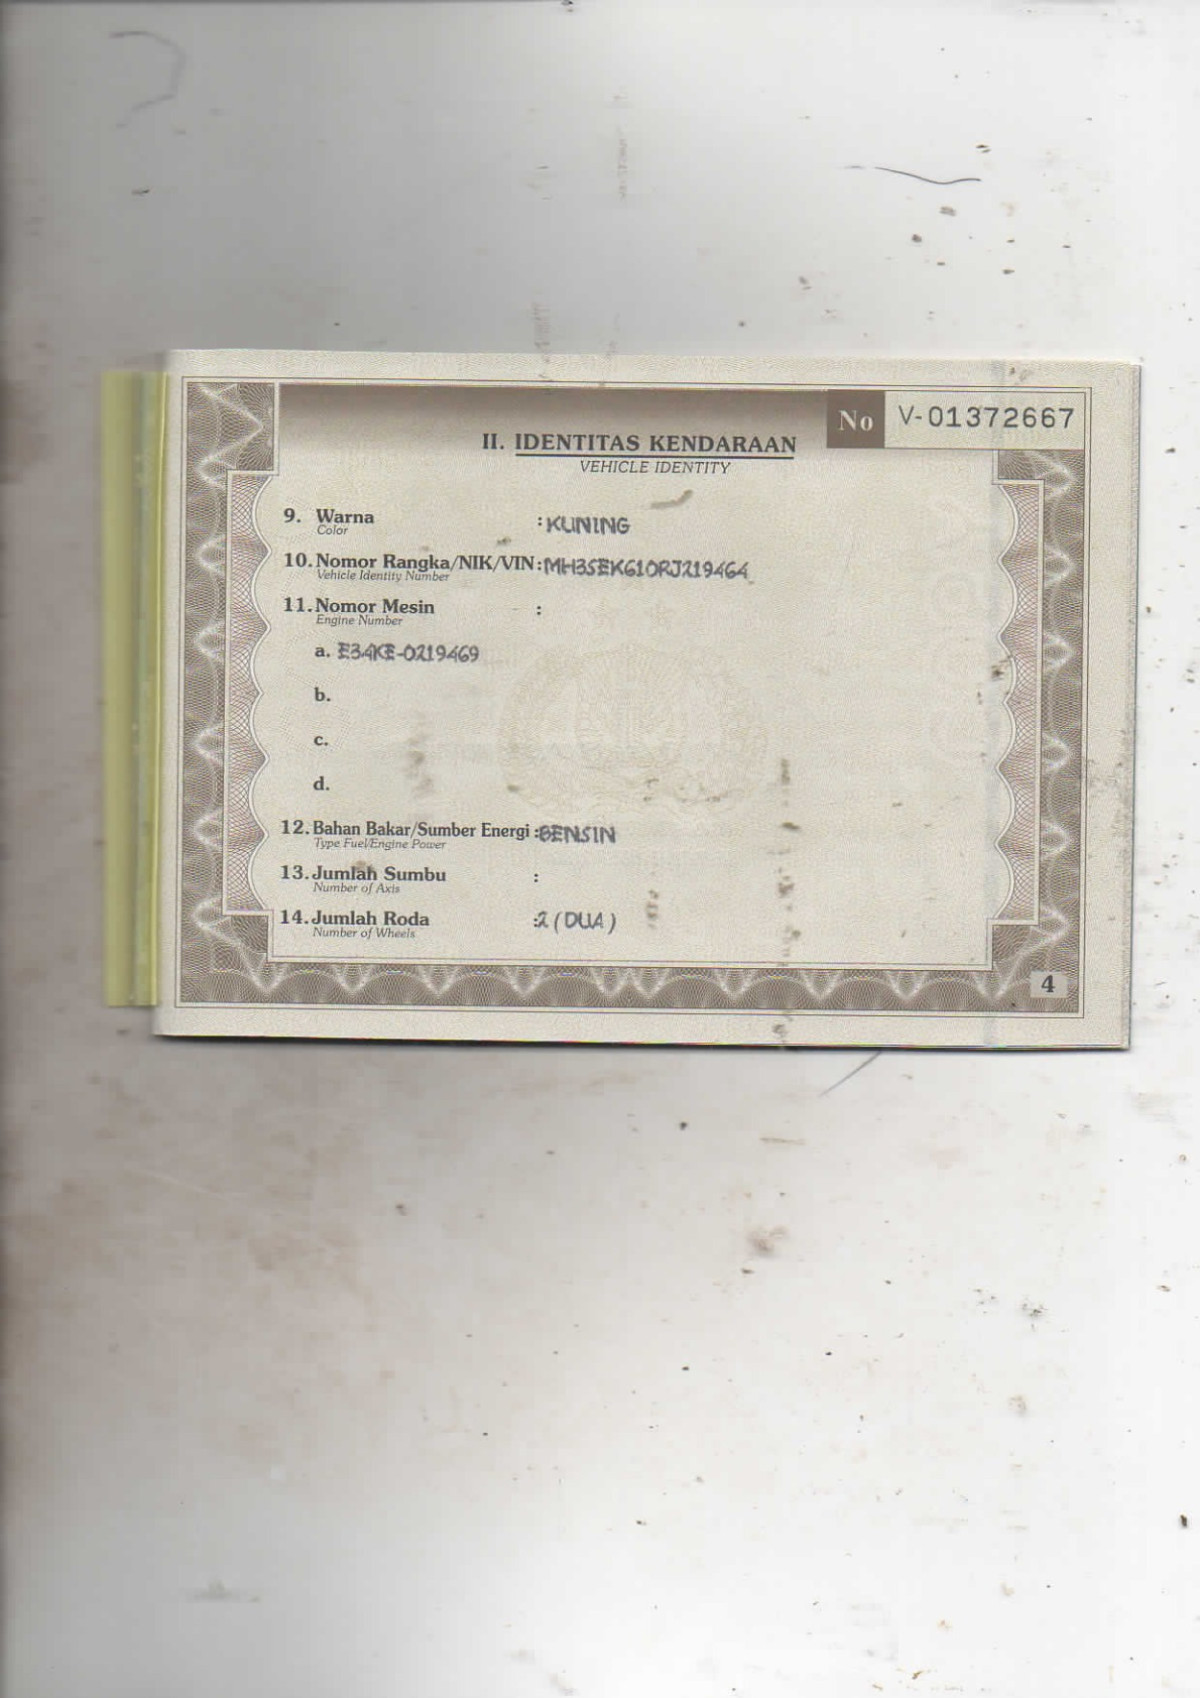 No V-01372667
II. IDENTITAS KENDARAAN
VEHICLE IDENTITY
9. Warna : KUNING
Color
10. Nomor Rangka/NIK/VIN : MH3SEK610RJ219464
Vehicle Identity Number
11. Nomor Mesin :
Engine Number
a. E34KE-0219469
b.
c.
d.
12. Bahan Bakar/Sumber Energi : BENSIN
Type Fuel/Engine Power
13. Jumlah Sumbu :
Number of Axis
14. Jumlah Roda : 2 ( DUA )
Number of Wheels
4